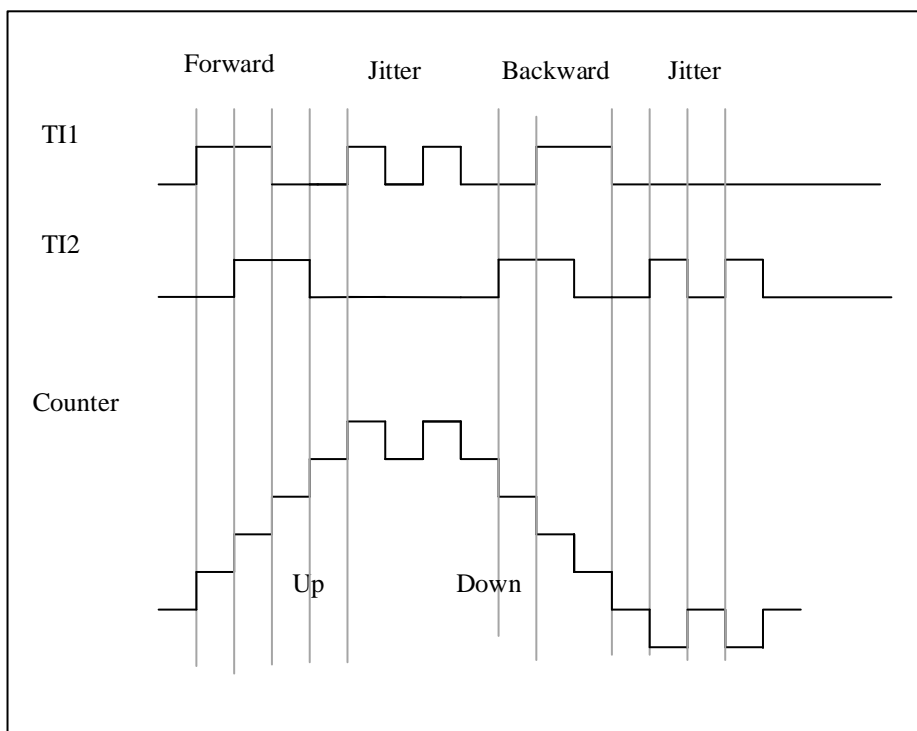 Forward
Jitter
Backward
Jitter
TI1
TI2
Counter
Up
Down